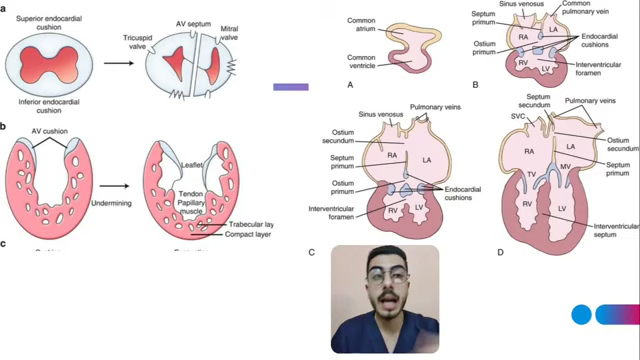 a
Superior endocardial
cushion
Inferior endocardial
cushion
AV septum
Tricuspid
valve
Mitral
valve
b
AV cushion
Undermining
Leaflet
Tendon
Papillary
muscle
Trabecular lay
Compact layer
c
Common
atrium
Common
ventricle
A
Sinus venosus
Common
pulmonary vein
Septum
primum
RA
LA
Ostium
primum
Endocardial
cushions
RV
LV
Interventricular
foramen
B
Sinus venosus
Pulmonary veins
Ostium
secundum
RA
LA
Septum
primum
Ostium
primum
Endocardial
cushions
Interventricular
foramen
RV
LV
C
Septum
secundum
Pulmonary veins
SVC
Ostium
secundum
RA
LA
Septum
primum
TV
MV
RV
LV
Interventricular
septum
D